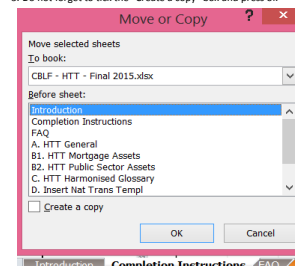 Move or Copy
?
×
Move selected sheets
To book:
CBLF - HTT - Final 2015.xlsx
Before sheet:
Introduction
Completion Instructions
FAQ
A. HTT General
B1. HTT Mortgage Assets
B2. HTT Public Sector Assets
C. HTT Harmonised Glossary
D. Insert Nat Trans Templ
Create a copy
OK Cancel
Introduction Completion Instructions FAQ